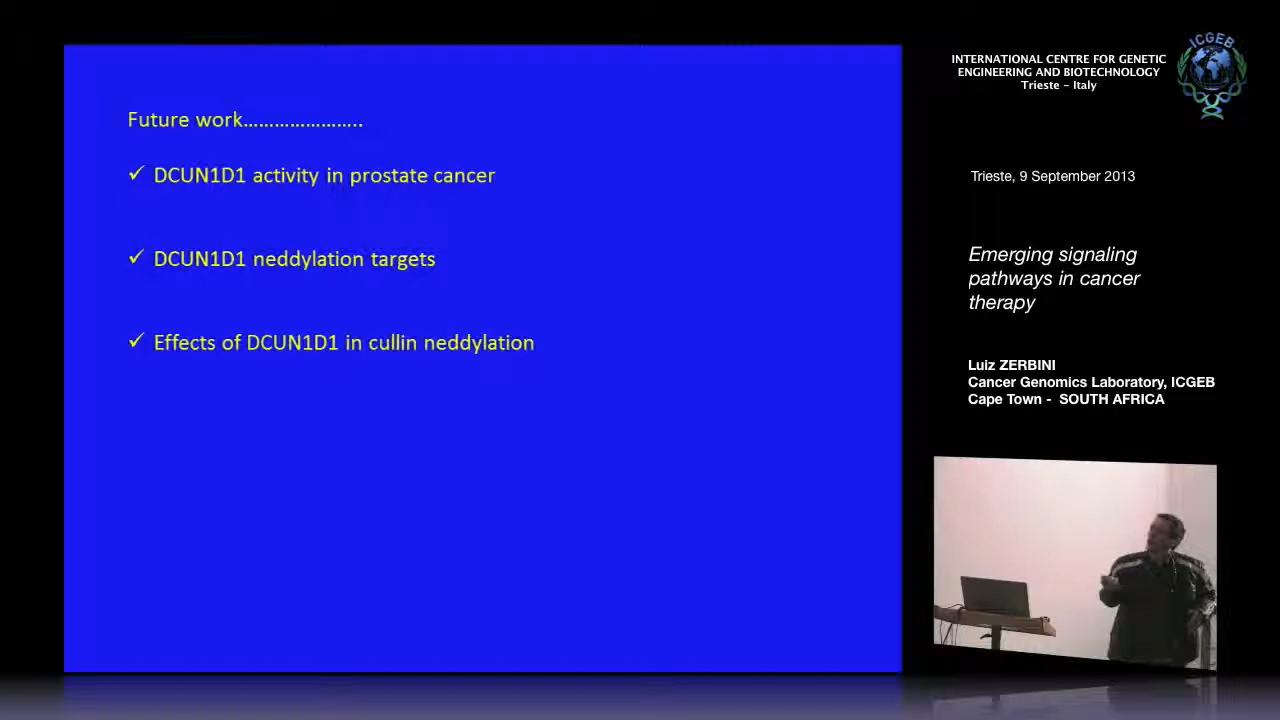 Future work…………………..
✓ DCUN1D1 activity in prostate cancer
✓ DCUN1D1 neddylation targets
✓ Effects of DCUN1D1 in cullin neddylation
INTERNATIONAL CENTRE FOR GENETIC
ENGINEERING AND BIOTECHNOLOGY
Trieste – Italy
ICGEB
Trieste, 9 September 2013
Emerging signaling
pathways in cancer
therapy
Luiz ZERBINI
Cancer Genomics Laboratory, ICGEB
Cape Town - SOUTH AFRICA